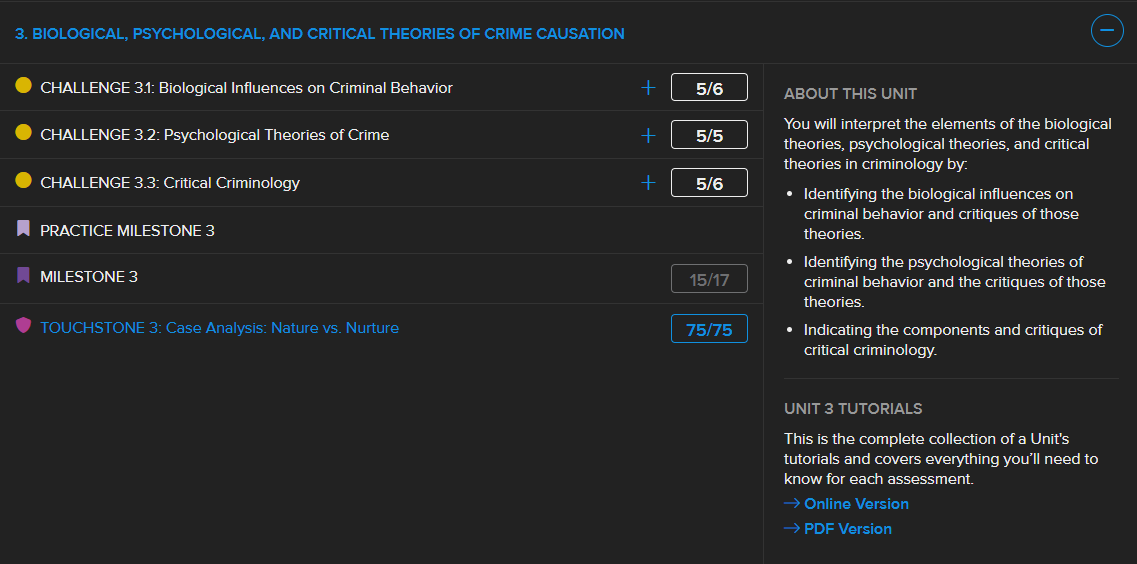 3. BIOLOGICAL, PSYCHOLOGICAL, AND CRITICAL THEORIES OF CRIME CAUSATION
CHALLENGE 3.1: Biological Influences on Criminal Behavior + 5/6
CHALLENGE 3.2: Psychological Theories of Crime + 5/5
CHALLENGE 3.3: Critical Criminology + 5/6
PRACTICE MILESTONE 3
MILESTONE 3 15/17
TOUCHSTONE 3: Case Analysis: Nature vs. Nurture 75/75
ABOUT THIS UNIT
You will interpret the elements of the biological
theories, psychological theories, and critical
theories in criminology by:
• Identifying the biological influences on
criminal behavior and critiques of those
theories.
• Identifying the psychological theories of
criminal behavior and the critiques of those
theories.
• Indicating the components and critiques of
critical criminology.
UNIT 3 TUTORIALS
This is the complete collection of a Unit's
tutorials and covers everything you’ll need to
know for each assessment.
→ Online Version
→ PDF Version